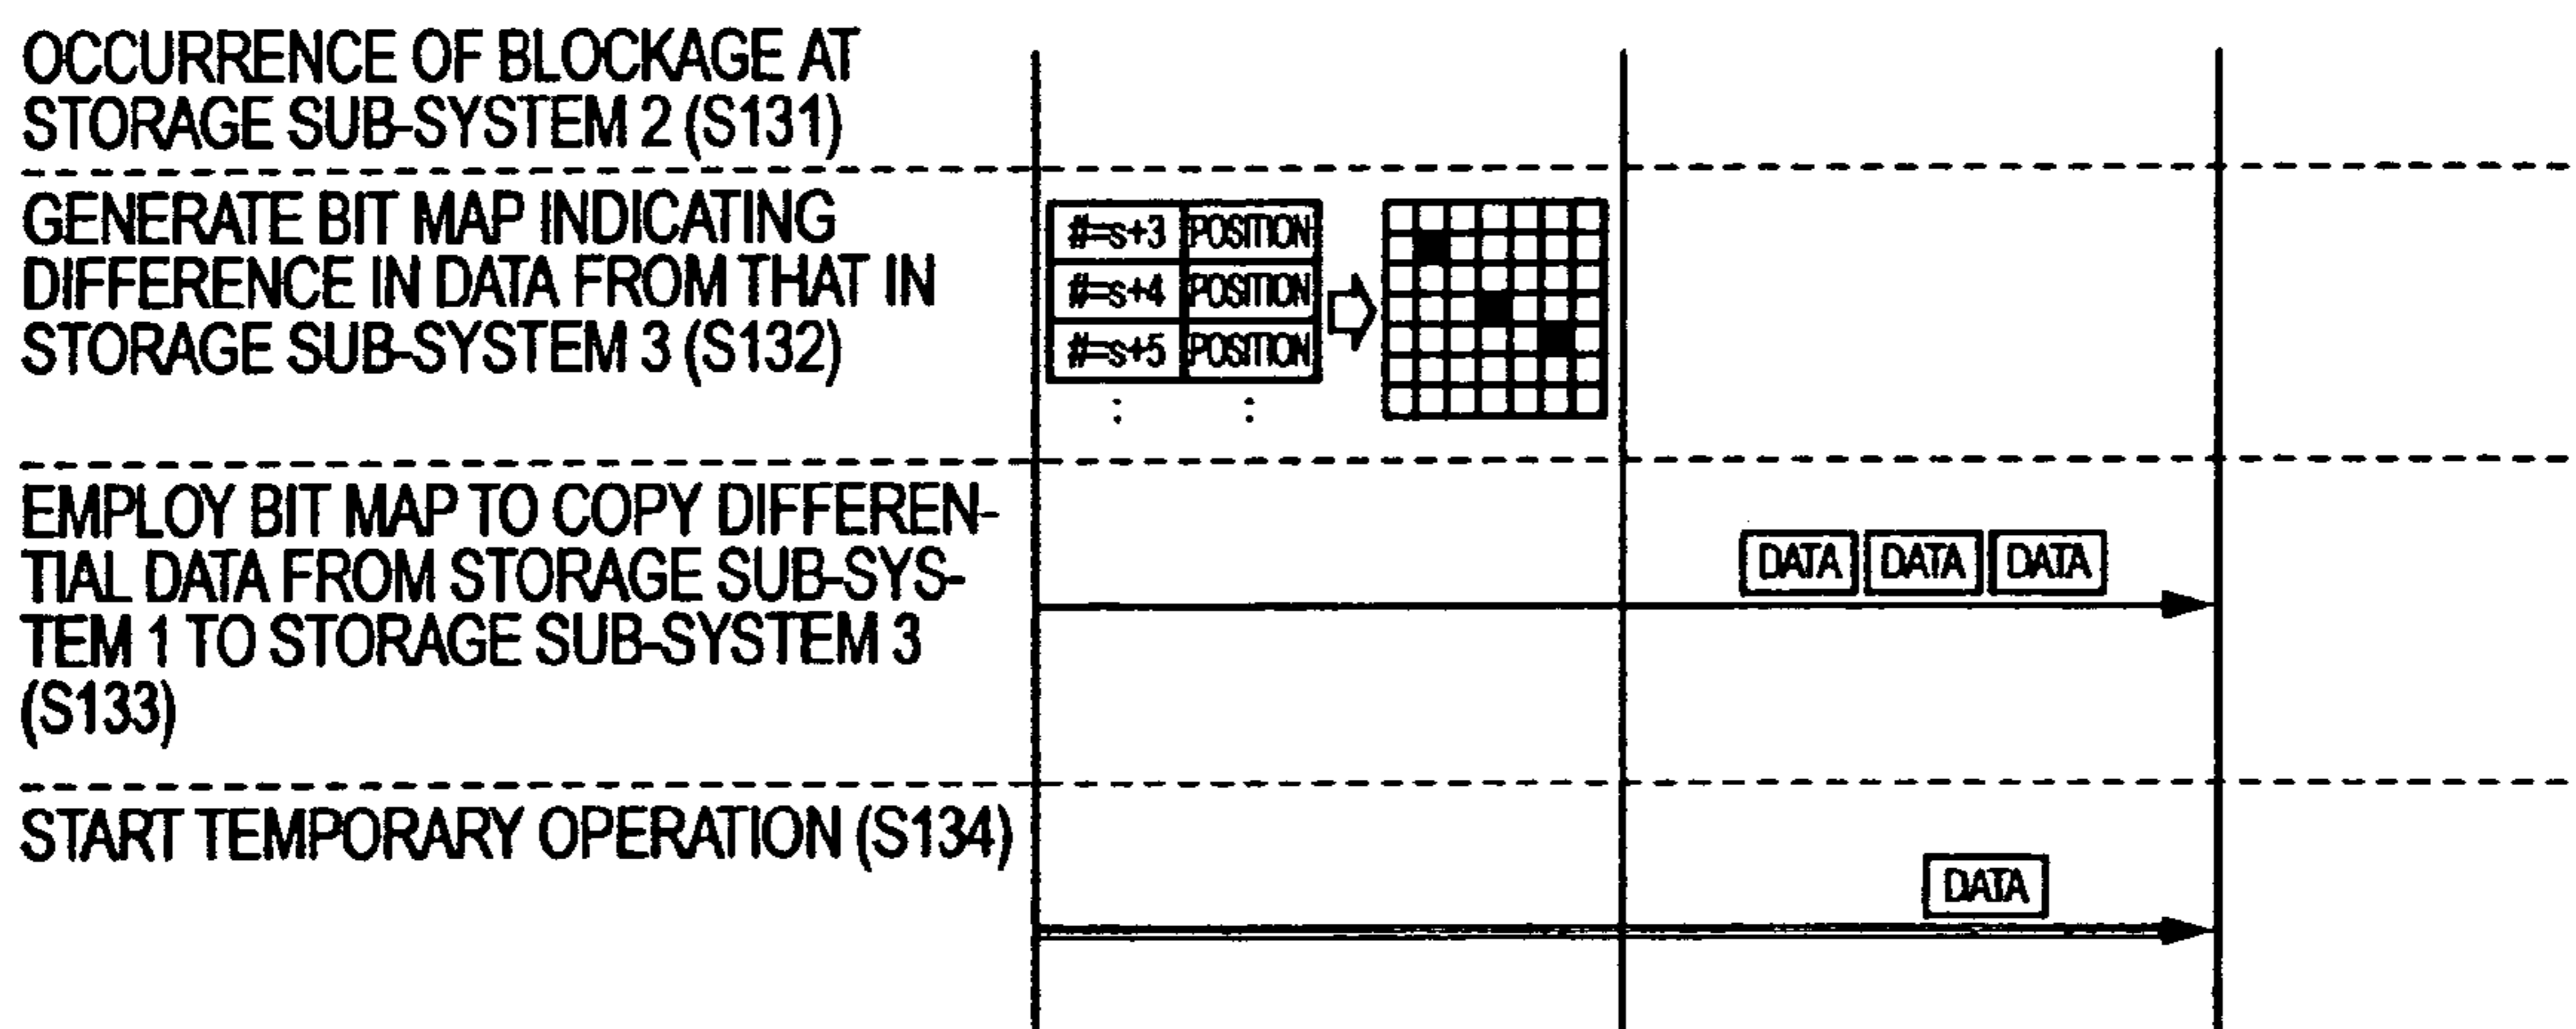 OCCURRENCE OF BLOCKAGE AT
STORAGE SUB-SYSTEM 2 (S131)
GENERATE BIT MAP INDICATING
DIFFERENCE IN DATA FROM THAT IN
STORAGE SUB-SYSTEM 3 (S132)
#=s+3 POSITION
#=s+4 POSITION
#=s+5 POSITION
: :
EMPLOY BIT MAP TO COPY DIFFEREN-
TIAL DATA FROM STORAGE SUB-SYS-
TEM 1 TO STORAGE SUB-SYSTEM 3
(S133)
DATA DATA DATA
START TEMPORARY OPERATION (S134)
DATA